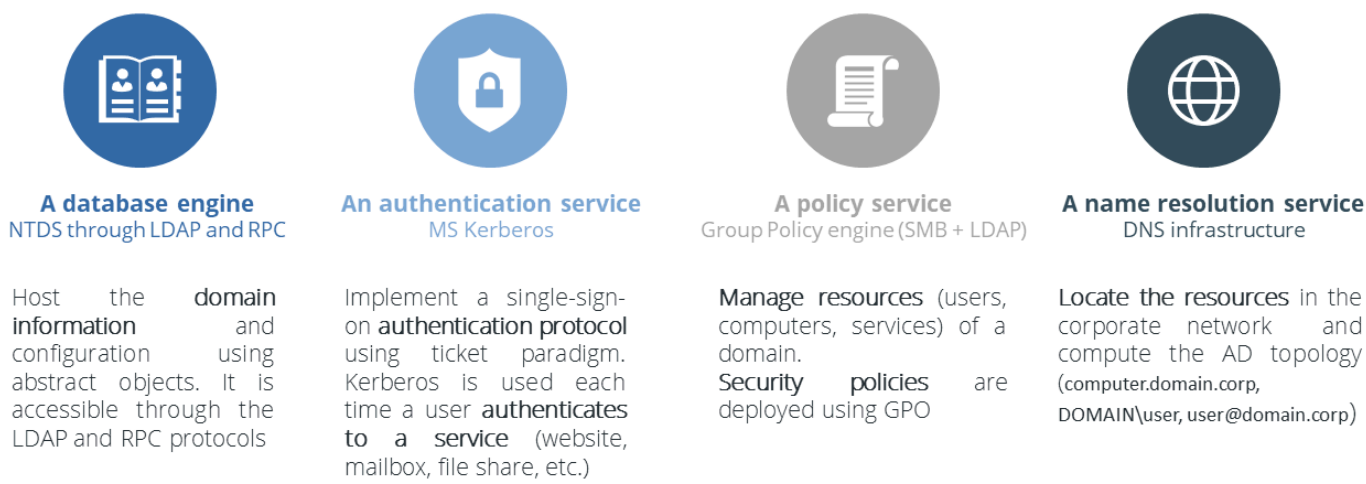 A database engine
NTDS through LDAP and RPC
Host the domain
information and
configuration using
abstract objects. It is
accessible through the
LDAP and RPC protocols
An authentication service
MS Kerberos
Implement a single-sign-
on authentication protocol
using ticket paradigm.
Kerberos is used each
time a user authenticates
to a service (website,
mailbox, file share, etc.)
A policy service
Group Policy engine (SMB + LDAP)
Manage resources (users,
computers, services) of a
domain.
Security policies are
deployed using GPO
A name resolution service
DNS infrastructure
Locate the resources in the
corporate network and
compute the AD topology
(computer.domain.corp,
DOMAIN\user, user@domain.corp)